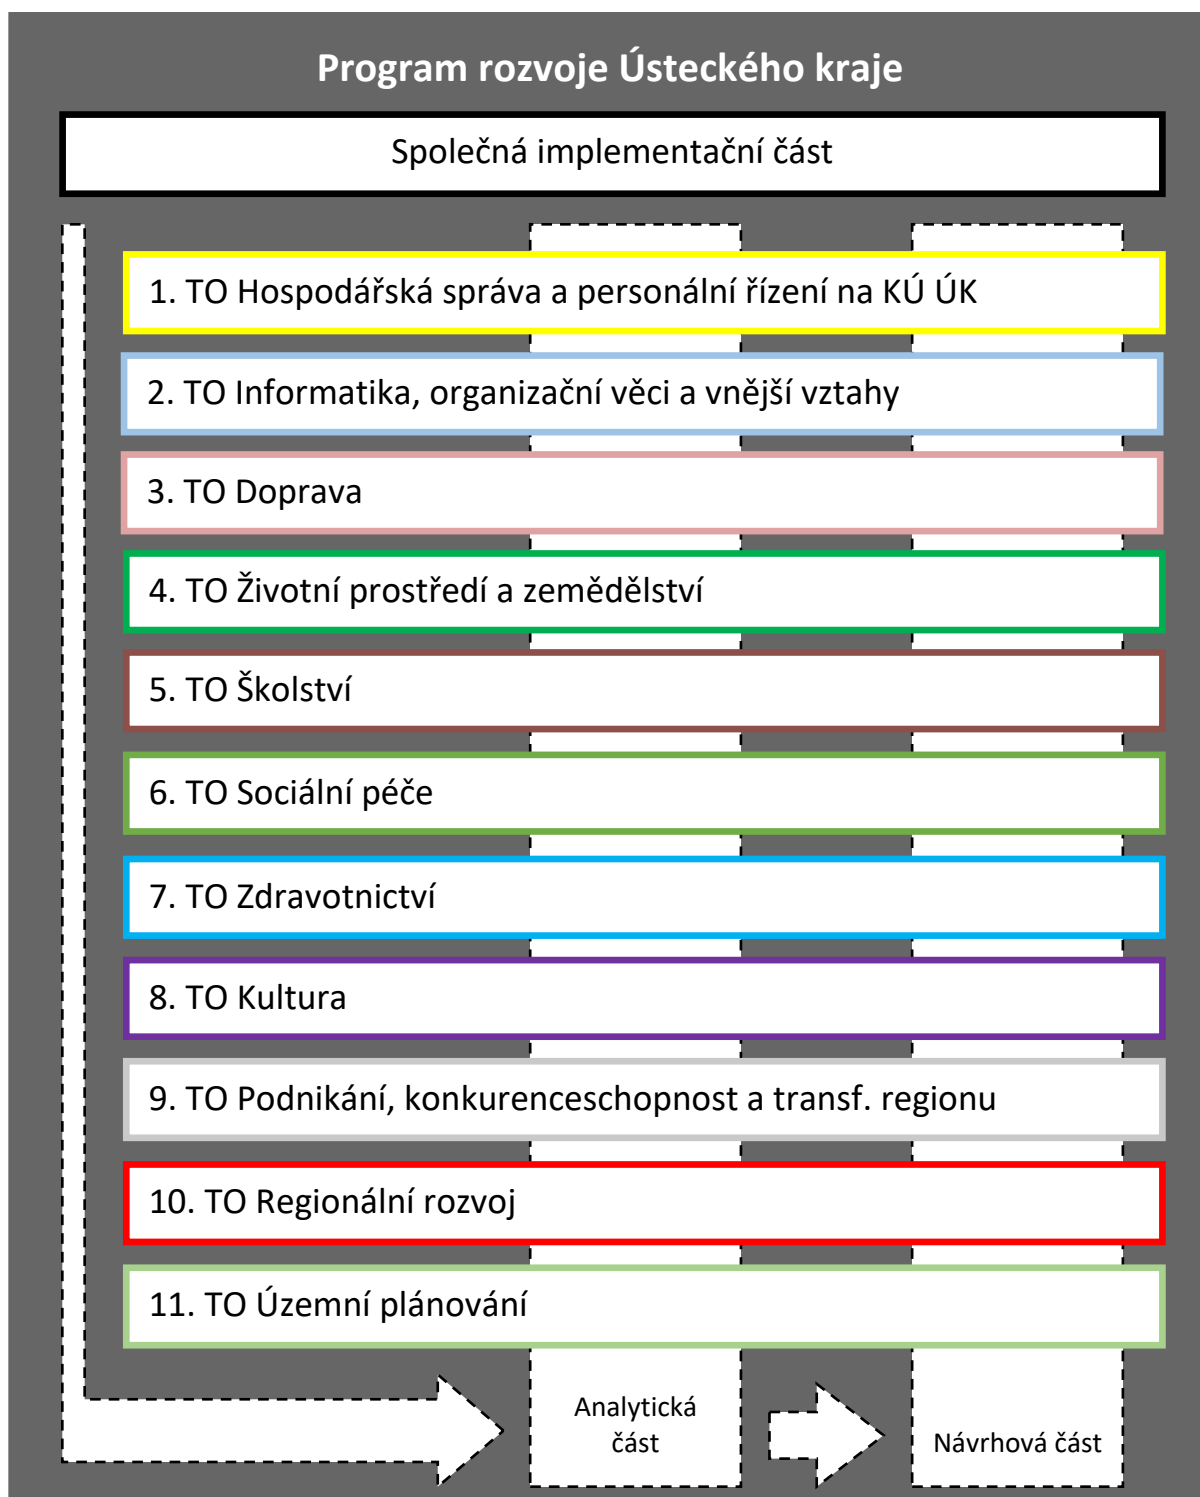 Program rozvoje Ústeckého kraje
Společná implementační část
1. TO Hospodářská správa a personální řízení na KÚ ÚK
2. TO Informatika, organizační věci a vnější vztahy
3. TO Doprava
4. TO Životní prostředí a zemědělství
5. TO Školství
6. TO Sociální péče
7. TO Zdravotnictví
8. TO Kultura
9. TO Podnikání, konkurenceschopnost a transf. regionu
10. TO Regionální rozvoj
11. TO Územní plánování
Analytická
část
Návrhová část